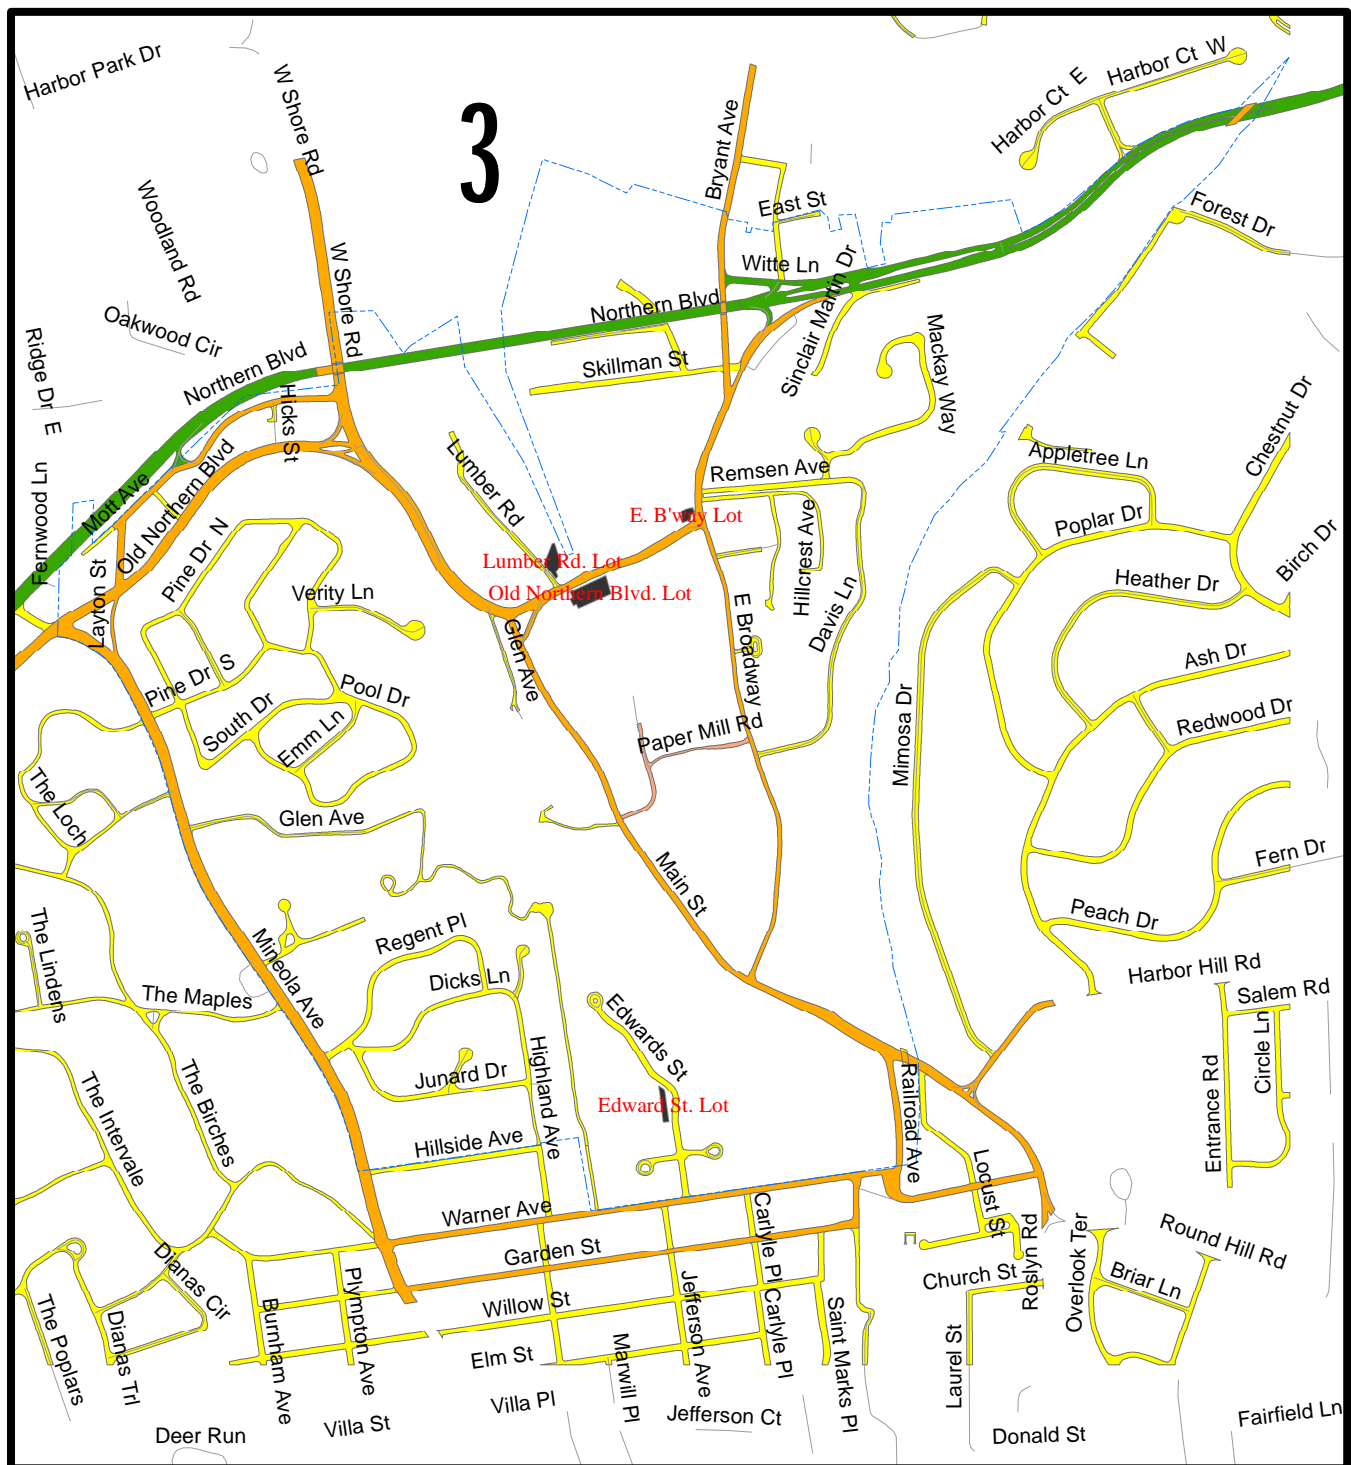 Harbor Park Dr
W Shore Rd
3
Bryant Ave
Harbor Ct E
Harbor Ct W
Woodland Rd
East St
Forest Dr
W Shore Rd
Witte Ln
Sinclair Martin Dr
Northern Blvd
Oakwood Cir
Ridge Dr E
Northern Blvd
Skillman St
Mackay Way
Hicks St
Chestnut Dr
Lumber Rd
Remsen Ave
Appletree Ln
Fernwood Ln
Mott Ave
Old Northern Blvd
E. B'way Lot
Poplar Dr
Pine Dr N
Hillcrest Ave
Birch Dr
Lumber Rd. Lot
Heather Dr
Layton St
Verity Ln
Old Northern Blvd. Lot
Davis Ln
Glen Ave
E Broadway
Ash Dr
Pine Dr S
South Dr
Pool Dr
Emm Ln
Paper Mill Rd
Mimosa Dr
Redwood Dr
The Loch
Glen Ave
Main St
Fern Dr
The Lindens
Mineola Ave
Regent Pl
Peach Dr
The Maples
Dicks Ln
Harbor Hill Rd
Salem Rd
Edwards St
Highland Ave
Circle Ln
The Intervale
The Birches
Junard Dr
Edward St. Lot
Railroad Ave
Entrance Rd
Hillside Ave
Locust St
Warner Ave
Carlyle Pl
Roslyn Rd
Overlook Ter
Round Hill Rd
Garden St
Dianas Cir
Church St
Briar Ln
The Poplars
Dianas Trl
Burnham Ave
Plympton Ave
Willow St
Jefferson Ave
Carlyle Pl
Saint Marks Pl
Laurel St
Elm St
Marwill Pl
Villa Pl
Villa St
Jefferson Ct
Deer Run
Donald St
Fairfield Ln